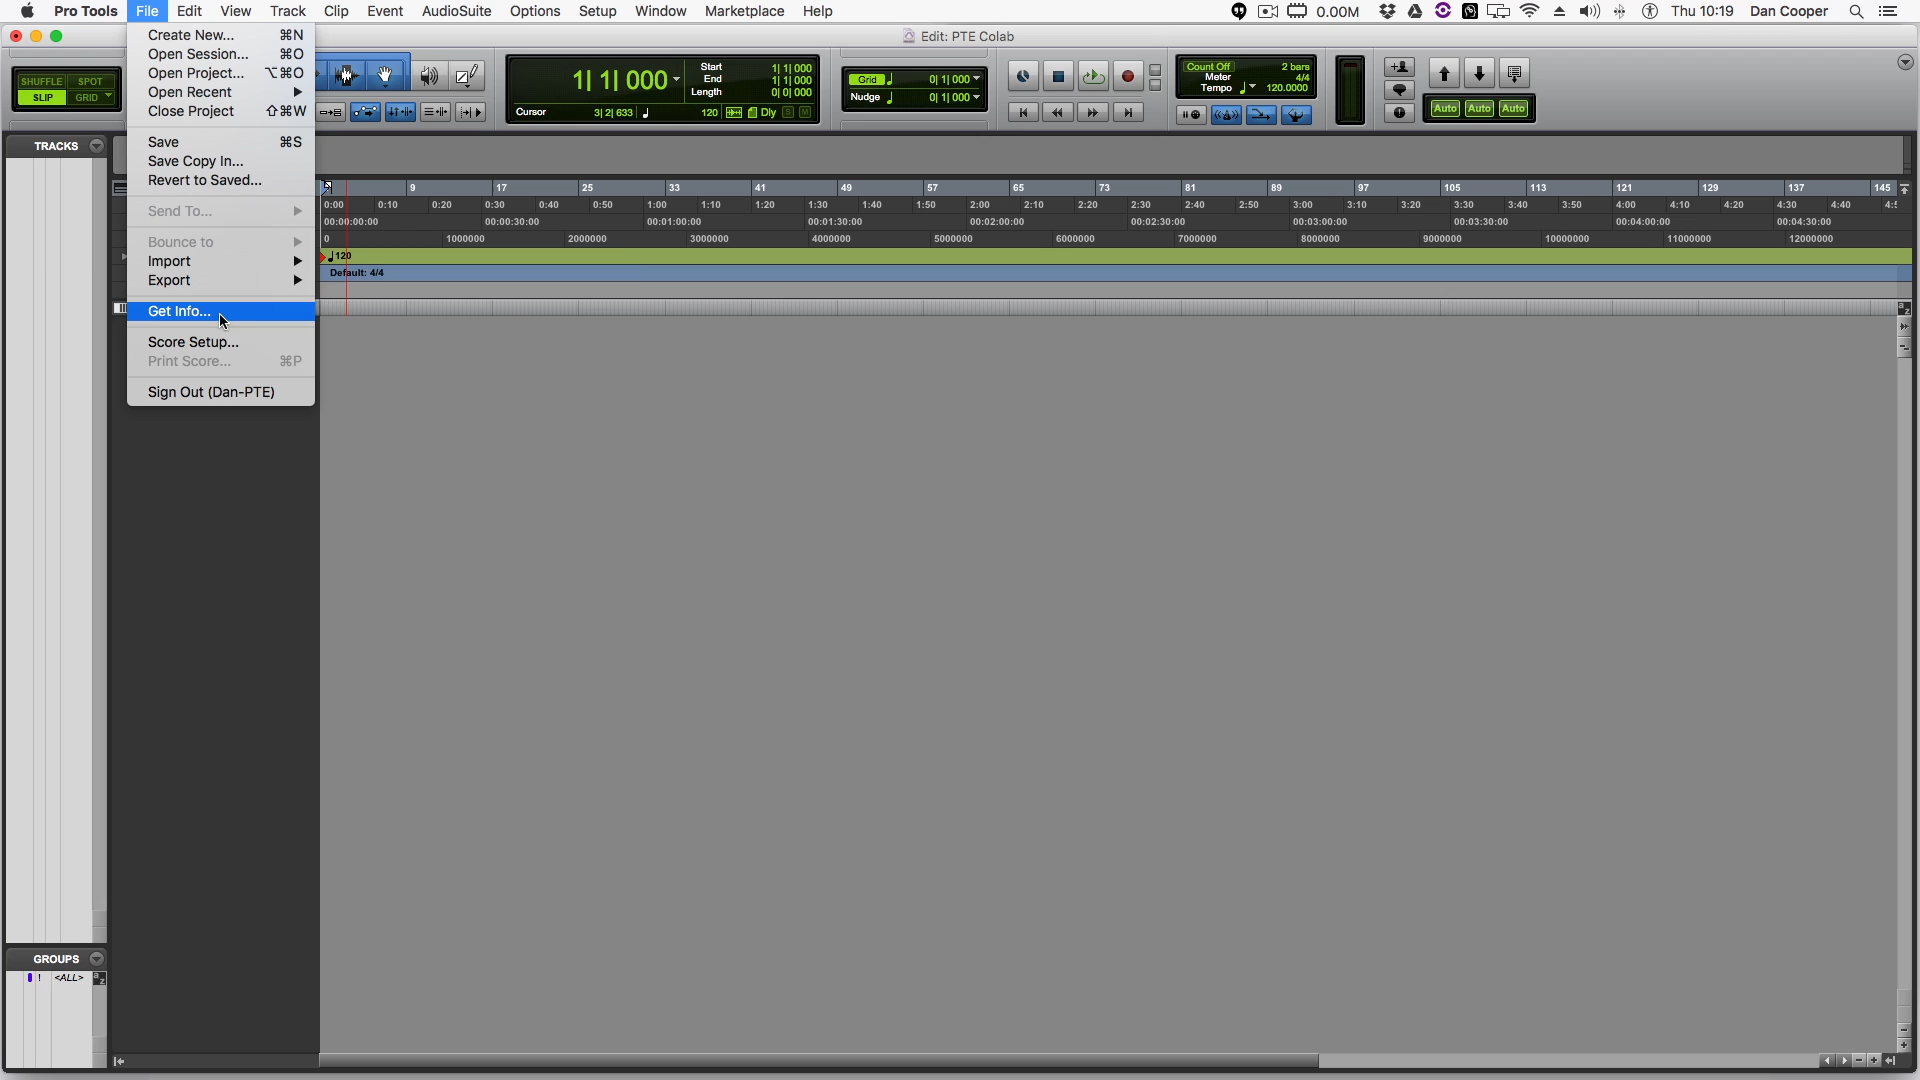 Pro Tools File Edit View Track Clip Event AudioSuite Options Setup Window Marketplace Help 0.00M Thu 10:19 Dan Cooper
Edit: PTE Colab
Create New... ⌘N
Open Session... ⌘O
Open Project... ⌥⌘O
Open Recent
Close Project ⇧⌘W
Save ⌘S
Save Copy In...
Revert to Saved...
Send To...
Bounce to
Import
Export
Get Info...
Score Setup...
Print Score... ⌘P
Sign Out (Dan-PTE)
SHUFFLE SPOT
SLIP GRID
1| 1| 000
Start 1| 1| 000
End 1| 1| 000
Length 0| 0| 000
Cursor 3| 2| 633 120 Dly S M
Grid 0| 1| 000
Nudge 0| 1| 000
Count Off 2 bars
Meter 4/4
Tempo 120.0000
Auto Auto Auto
TRACKS
9 17 25 33 41 49 57 65 73 81 89 97 105 113 121 129 137 145
0:00 0:10 0:20 0:30 0:40 0:50 1:00 1:10 1:20 1:30 1:40 1:50 2:00 2:10 2:20 2:30 2:40 2:50 3:00 3:10 3:20 3:30 3:40 3:50 4:00 4:10 4:20 4:30 4:40
00:00:00:00 00:00:30:00 00:01:00:00 00:01:30:00 00:02:00:00 00:02:30:00 00:03:00:00 00:03:30:00 00:04:00:00 00:04:30:00
0 1000000 2000000 3000000 4000000 5000000 6000000 7000000 8000000 9000000 10000000 11000000 12000000
120
Default: 4/4
a z
GROUPS
! <ALL> a z